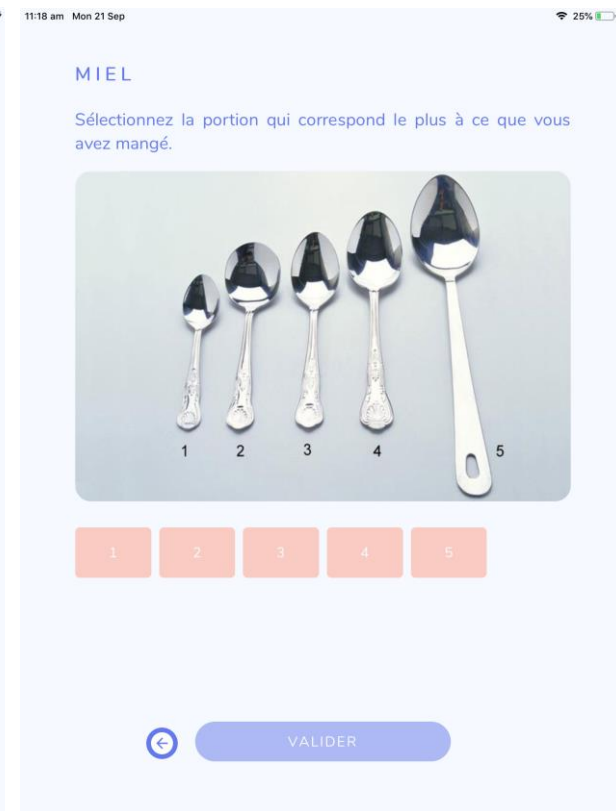 11:18 am Mon 21 Sep 25%
MIEL
Sélectionnez la portion qui correspond le plus à ce que vous
avez mangé.
1 2 3 4 5
1 2 3 4 5
VALIDER